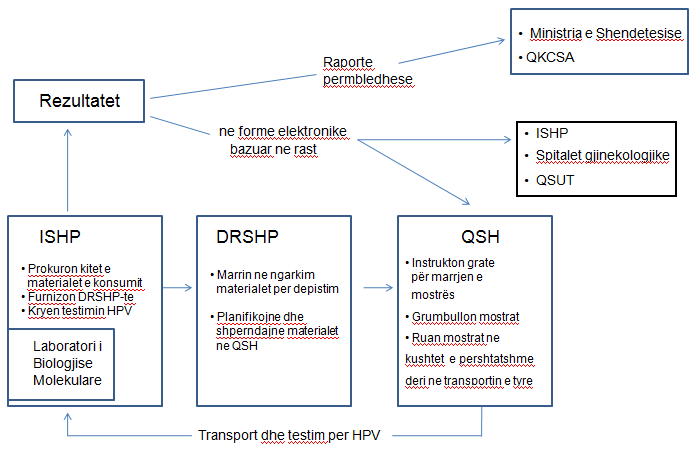 • Ministria e Shendetesise
• QKCSA
Raporte
permbledhese
Rezultatet
ne forme elektronike
bazuar ne rast
• ISHP
• Spitalet gjinekologjike
• QSUT
ISHP
• Prokuron kitet e
materialet e konsumit
• Furnizon DRSHP-te
• Kryen testimin HPV
Laboratori i
Biologjise
Molekulare
DRSHP
• Marrin ne ngarkim
materialet per depistim
• Planifikojne dhe
shperndajne materialet
ne QSH
QSH
• Instrukton grate
për marrjen e
mostrës
• Grumbullon mostrat
• Ruan mostrat ne
kushtet e pershtatshme
deri ne transportin e tyre
Transport dhe testim per HPV